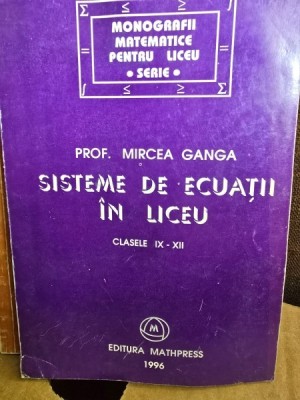 Σ ≤ = ≥ ∫
MONOGRAFII
MATEMATICE
= PENTRU LICEU =
• SERIE •
∫ ≤ = ≥ Σ
PROF. MIRCEA GANGA
SISTEME DE ECUAȚII
ÎN LICEU
CLASELE IX - XII
M
EDITURA MATHPRESS
1996